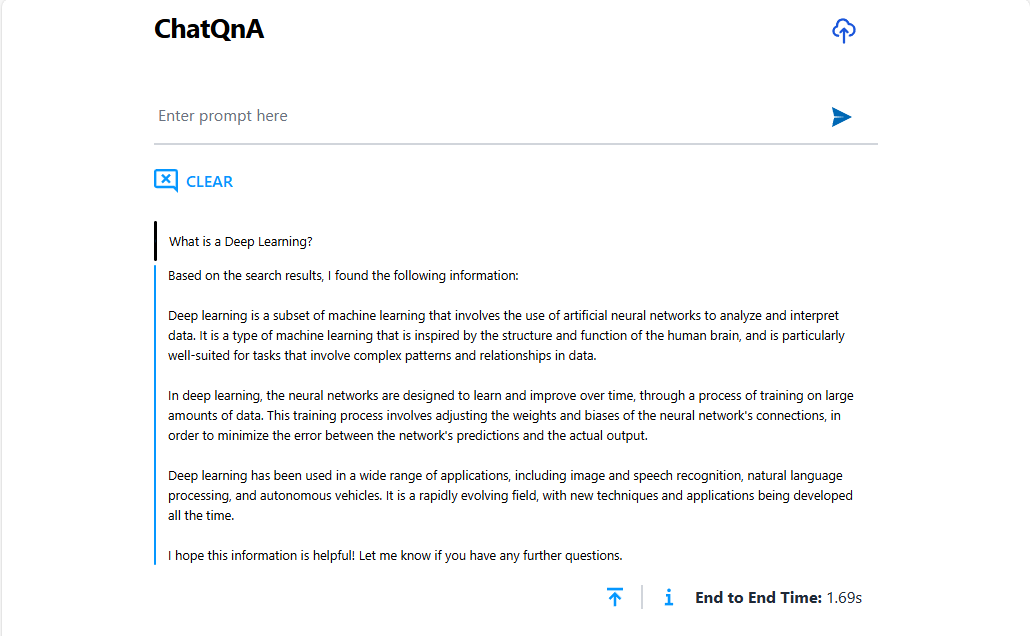 ChatQnA
Enter prompt here
CLEAR
What is a Deep Learning?
Based on the search results, I found the following information:
Deep learning is a subset of machine learning that involves the use of artificial neural networks to analyze and interpret
data. It is a type of machine learning that is inspired by the structure and function of the human brain, and is particularly
well-suited for tasks that involve complex patterns and relationships in data.
In deep learning, the neural networks are designed to learn and improve over time, through a process of training on large
amounts of data. This training process involves adjusting the weights and biases of the neural network's connections, in
order to minimize the error between the network's predictions and the actual output.
Deep learning has been used in a wide range of applications, including image and speech recognition, natural language
processing, and autonomous vehicles. It is a rapidly evolving field, with new techniques and applications being developed
all the time.
I hope this information is helpful! Let me know if you have any further questions.
End to End Time: 1.69s